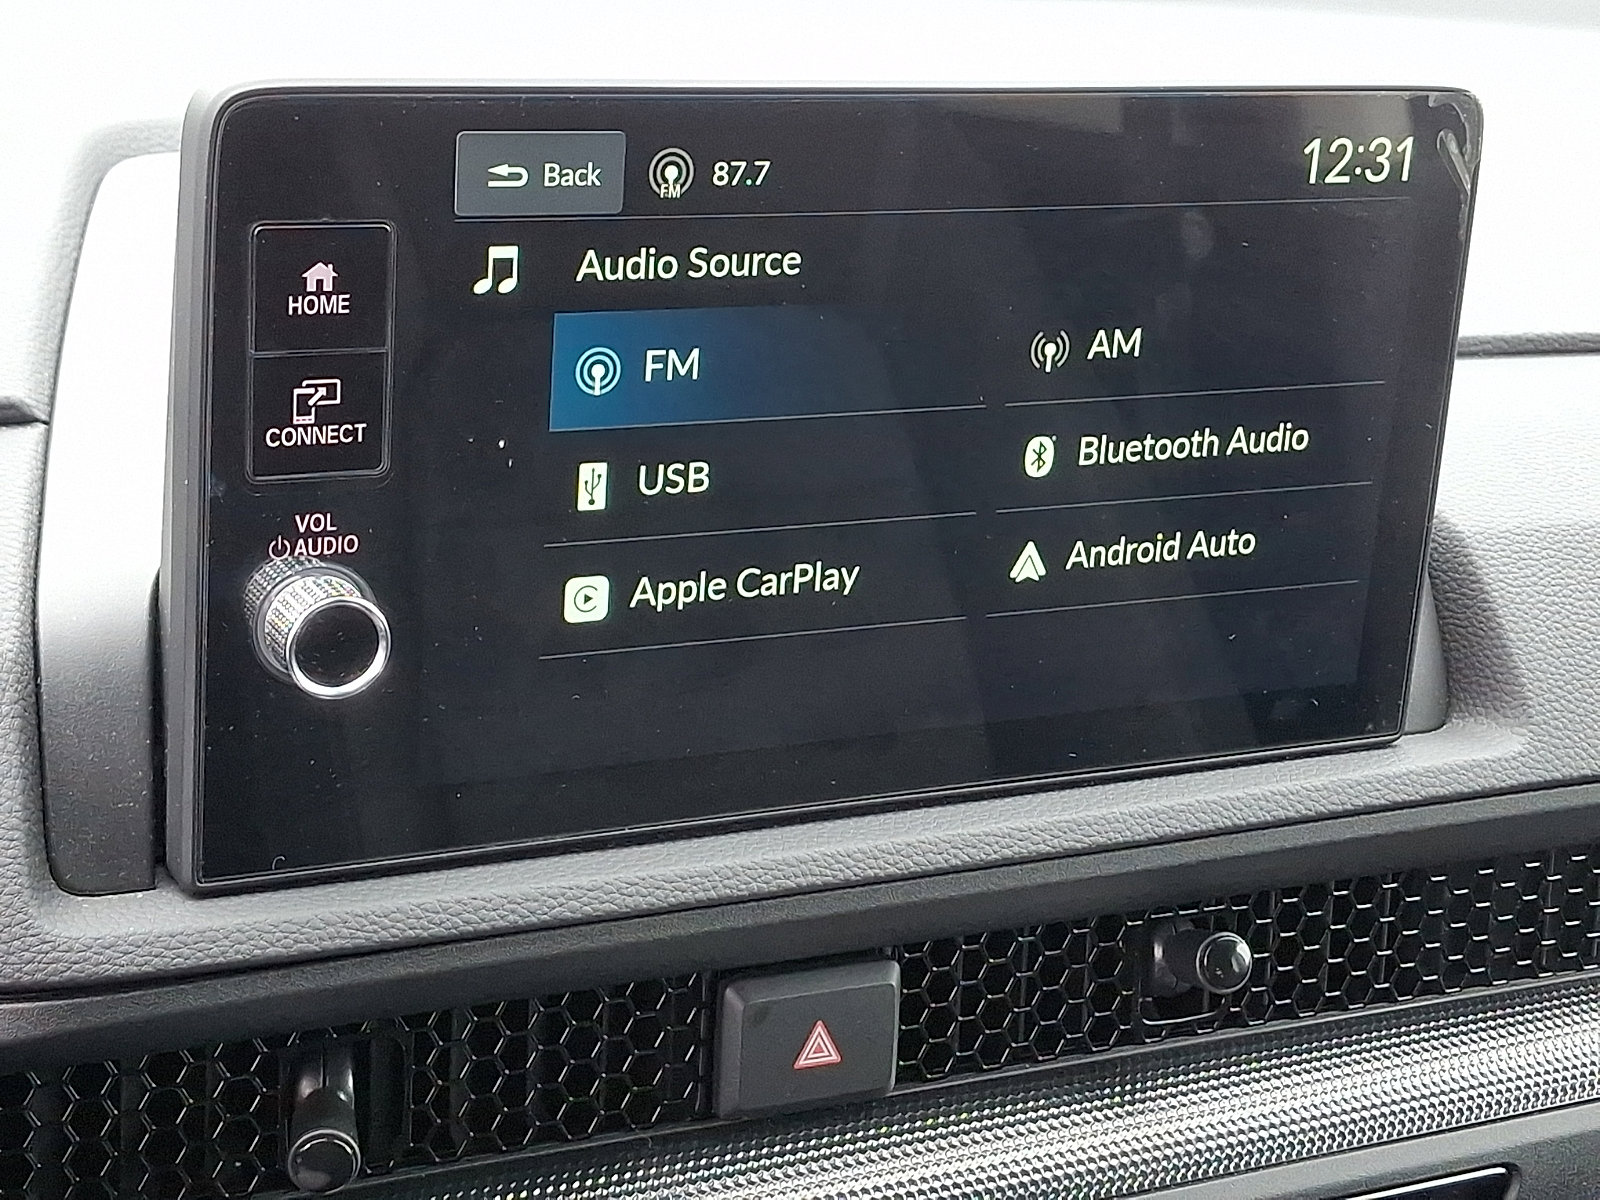 Back
FM
87.7
12:31
HOME
CONNECT
VOL
AUDIO
Audio Source
FM
AM
USB
Bluetooth Audio
Apple CarPlay
Android Auto